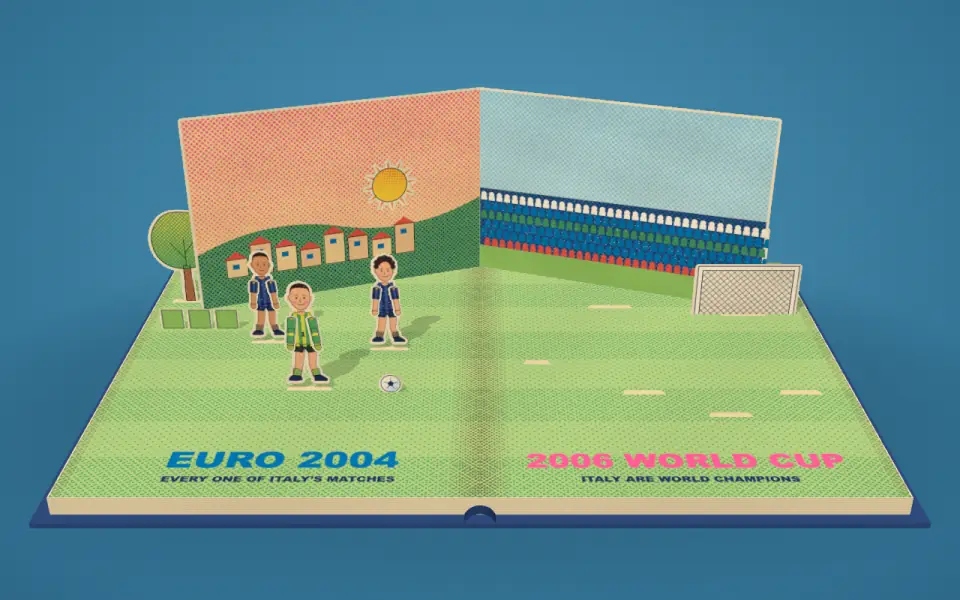 EURO 2004
EVERY ONE OF ITALY'S MATCHES
2006 WORLD CUP
ITALY ARE WORLD CHAMPIONS